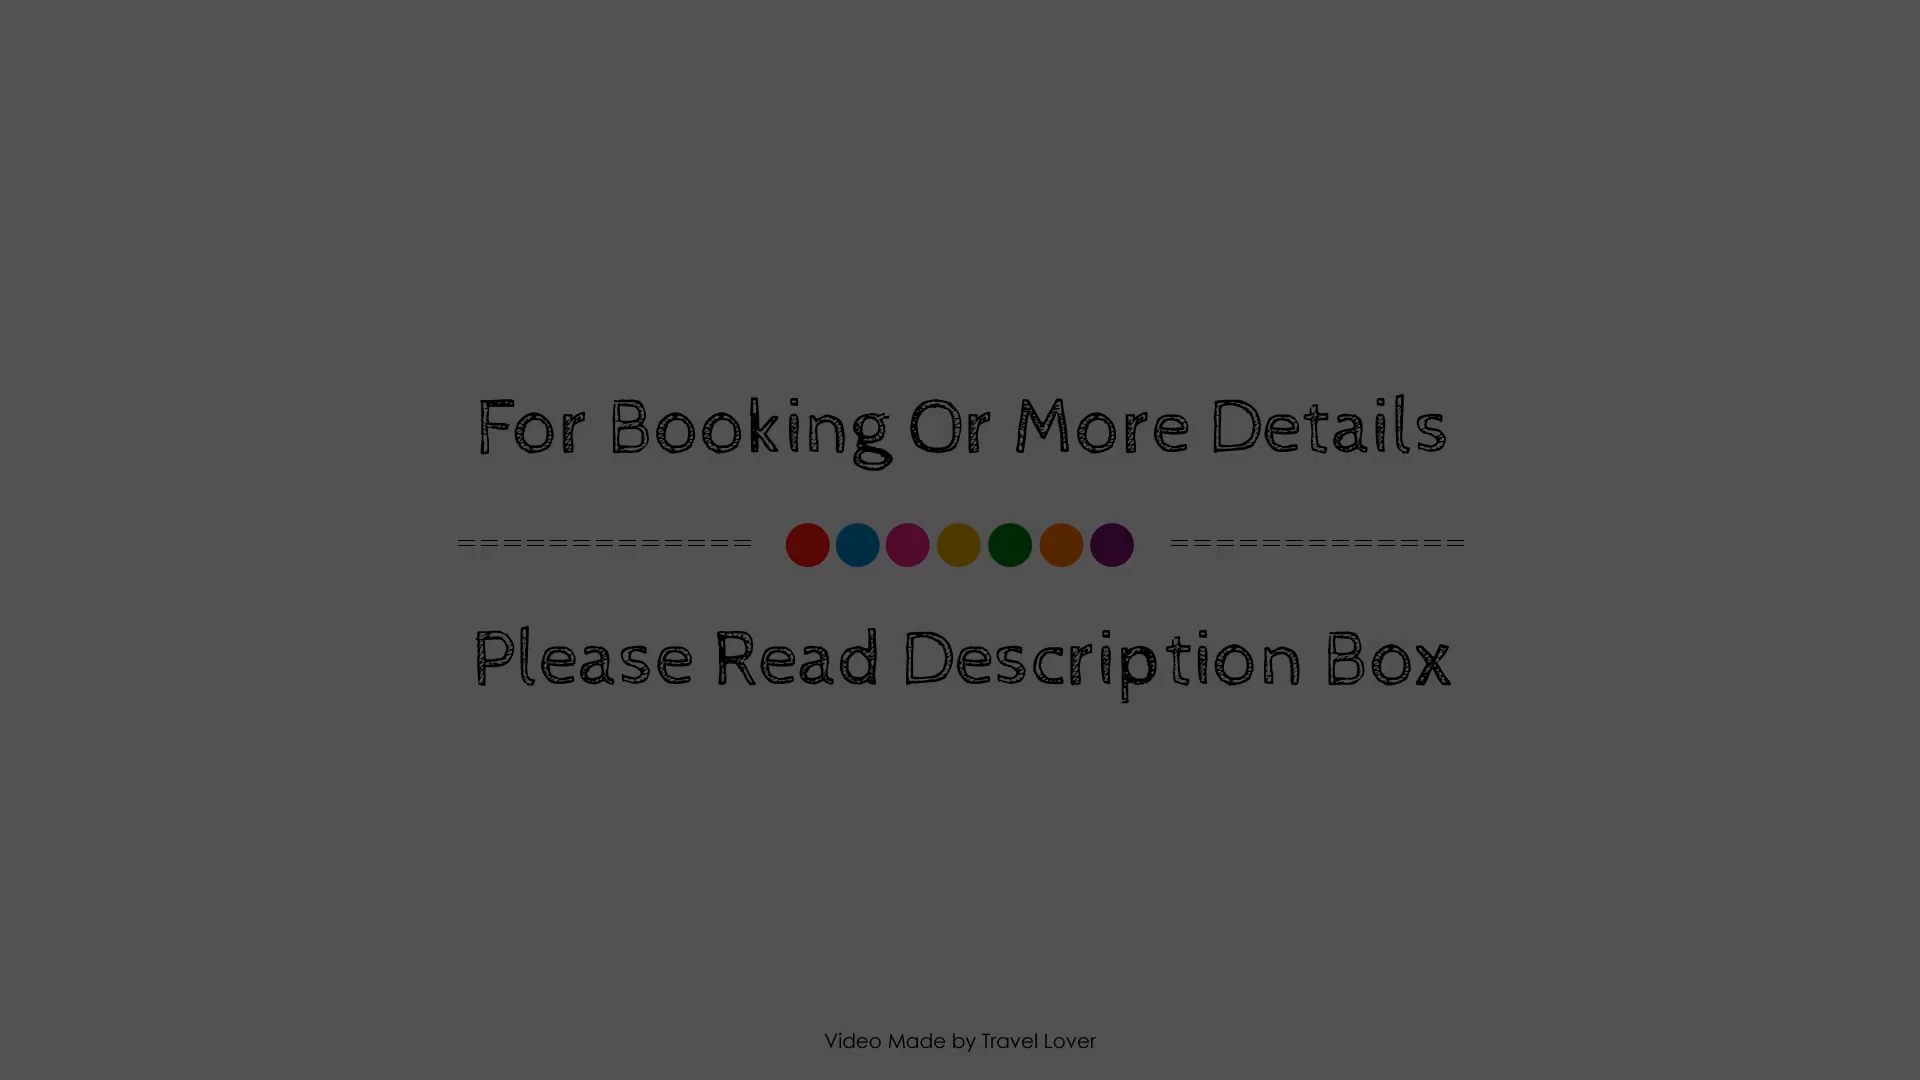 For Booking Or More Details
============= =============
Please Read Description Box
Video Made by Travel Lover